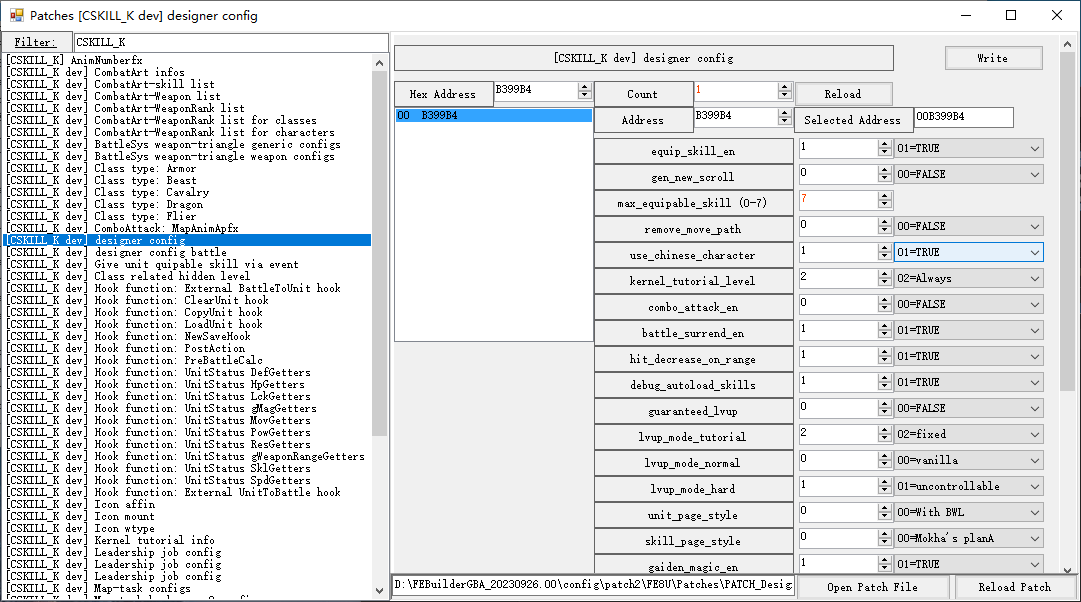 Patches [CSKILL_K dev] designer config
Filter: CSKILL_K
[CSKILL_K] AnimNumberfx
[CSKILL_K dev] CombatArt infos
[CSKILL_K dev] CombatArt-skill list
[CSKILL_K dev] CombatArt-Weapon list
[CSKILL_K dev] CombatArt-WeaponRank list
[CSKILL_K dev] CombatArt-WeaponRank list for classes
[CSKILL_K dev] CombatArt-WeaponRank list for characters
[CSKILL_K dev] BattleSys weapon-triangle generic configs
[CSKILL_K dev] BattleSys weapon-triangle weapon configs
[CSKILL_K dev] Class type: Armor
[CSKILL_K dev] Class type: Beast
[CSKILL_K dev] Class type: Cavalry
[CSKILL_K dev] Class type: Dragon
[CSKILL_K dev] Class type: Flier
[CSKILL_K dev] ComboAttack: MapAnimApfx
[CSKILL_K dev] designer config
[CSKILL_K dev] designer config battle
[CSKILL_K dev] Give unit quipable skill via event
[CSKILL_K dev] Class related hidden level
[CSKILL_K dev] Hook function: External BattleToUnit hook
[CSKILL_K dev] Hook function: ClearUnit hook
[CSKILL_K dev] Hook function: CopyUnit hook
[CSKILL_K dev] Hook function: LoadUnit hook
[CSKILL_K dev] Hook function: NewSaveHook
[CSKILL_K dev] Hook function: PostAction
[CSKILL_K dev] Hook function: PreBattleCalc
[CSKILL_K dev] Hook function: UnitStatus DefGetters
[CSKILL_K dev] Hook function: UnitStatus HpGetters
[CSKILL_K dev] Hook function: UnitStatus LckGetters
[CSKILL_K dev] Hook function: UnitStatus gMagGetters
[CSKILL_K dev] Hook function: UnitStatus MovGetters
[CSKILL_K dev] Hook function: UnitStatus PowGetters
[CSKILL_K dev] Hook function: UnitStatus ResGetters
[CSKILL_K dev] Hook function: UnitStatus gWeaponRangeGetters
[CSKILL_K dev] Hook function: UnitStatus SklGetters
[CSKILL_K dev] Hook function: UnitStatus SpdGetters
[CSKILL_K dev] Hook function: External UnitToBattle hook
[CSKILL_K dev] Icon affin
[CSKILL_K dev] Icon mount
[CSKILL_K dev] Icon wtype
[CSKILL_K dev] Kernel tutorial info
[CSKILL_K dev] Leadership job config
[CSKILL_K dev] Leadership job config
[CSKILL_K dev] Leadership job config
[CSKILL_K dev] Map-task configs
[CSKILL_K dev] designer config
Write
Hex Address B399B4 Count 1 Reload
00 B399B4
Address B399B4 Selected Address 00B399B4
equip_skill_en 1 01=TRUE
gen_new_scroll 0 00=FALSE
max_equipable_skill (0-7) 7
remove_move_path 0 00=FALSE
use_chinese_character 1 01=TRUE
kernel_tutorial_level 2 02=Always
combo_attack_en 0 00=FALSE
battle_surrend_en 1 01=TRUE
hit_decrease_on_range 1 01=TRUE
debug_autoload_skills 1 01=TRUE
guaranteed_lvup 0 00=FALSE
lvup_mode_tutorial 2 02=fixed
lvup_mode_normal 0 00=vanilla
lvup_mode_hard 1 01=uncontrollable
unit_page_style 0 00=With BWL
skill_page_style 0 00=Mokha's planA
gaiden_magic_en 1 01=TRUE
D:\FEBuilderGBA_20230926.00\config\patch2\FE8U\Patches\PATCH_Desig
Open Patch File
Reload Patch